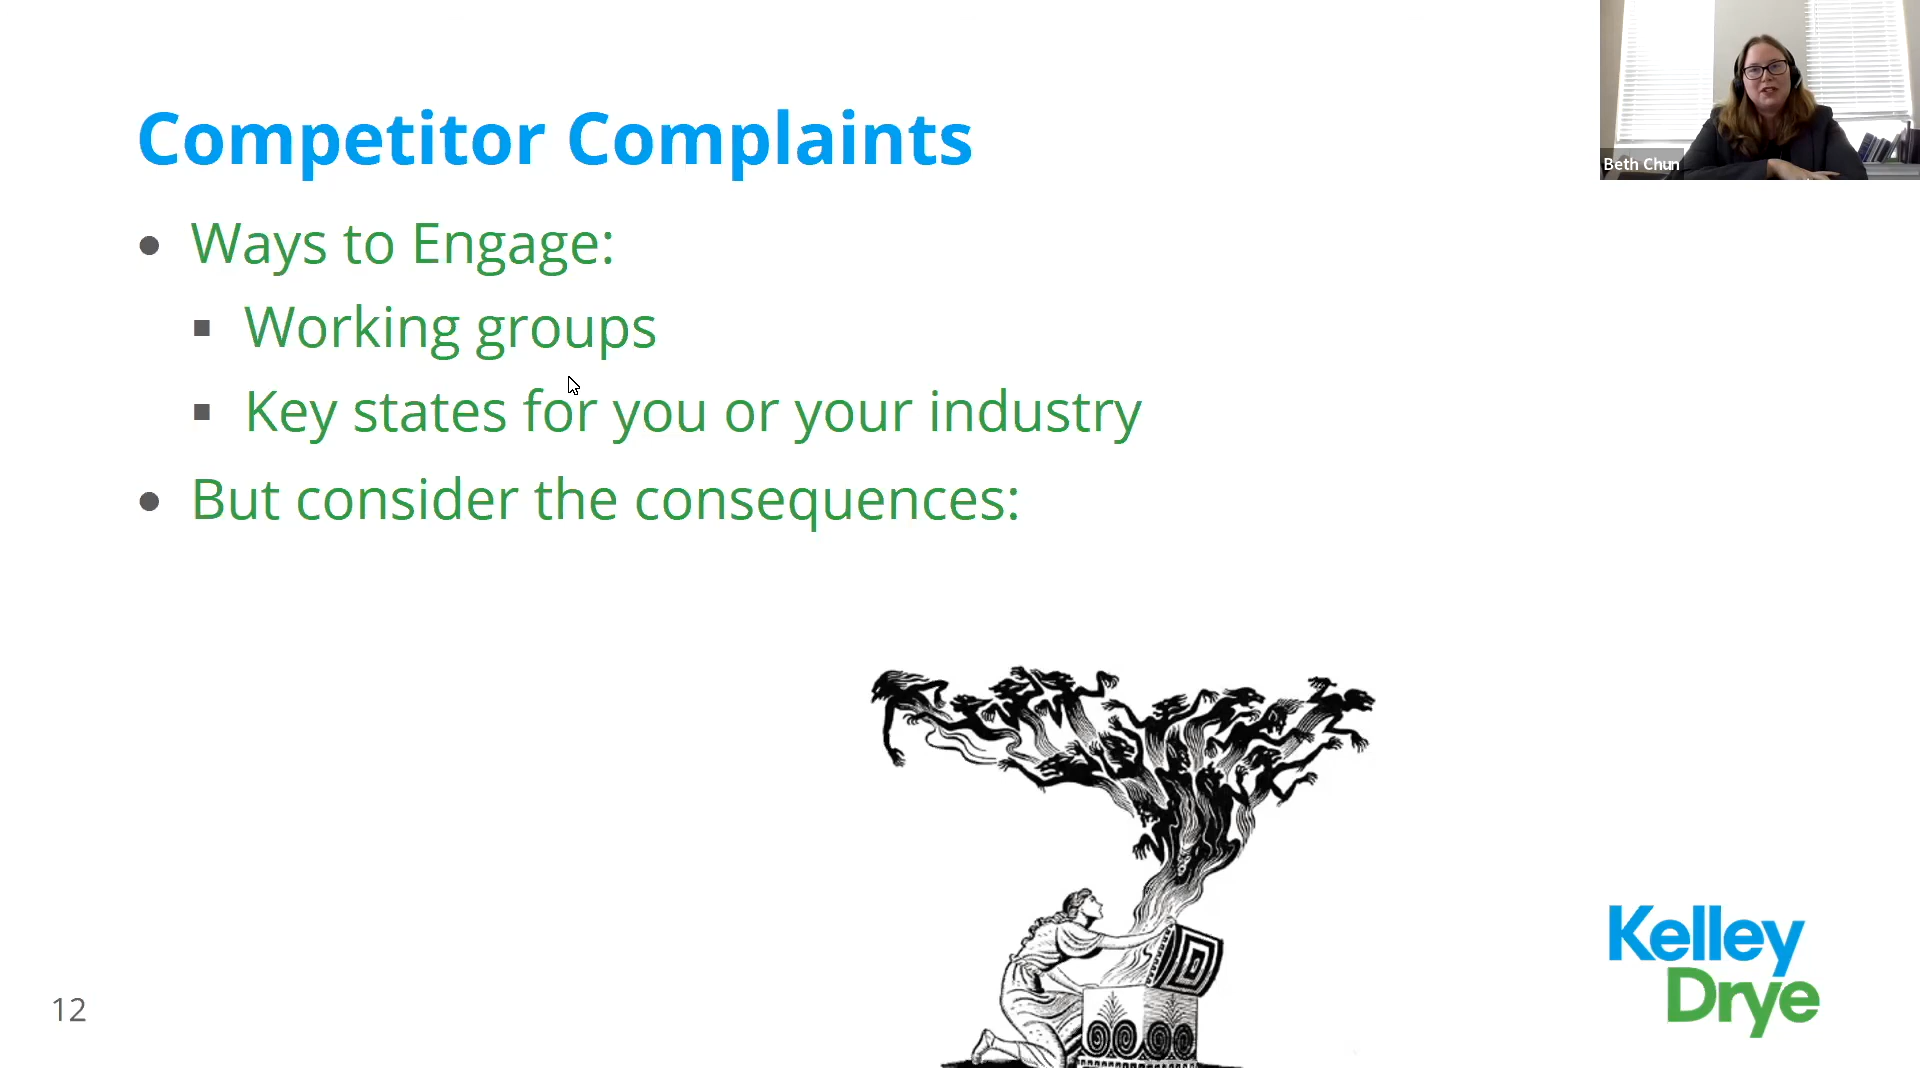 Competitor Complaints
Beth Chun
Ways to Engage:
Working groups
Key states for you or your industry
But consider the consequences:
Kelley
Drye
12